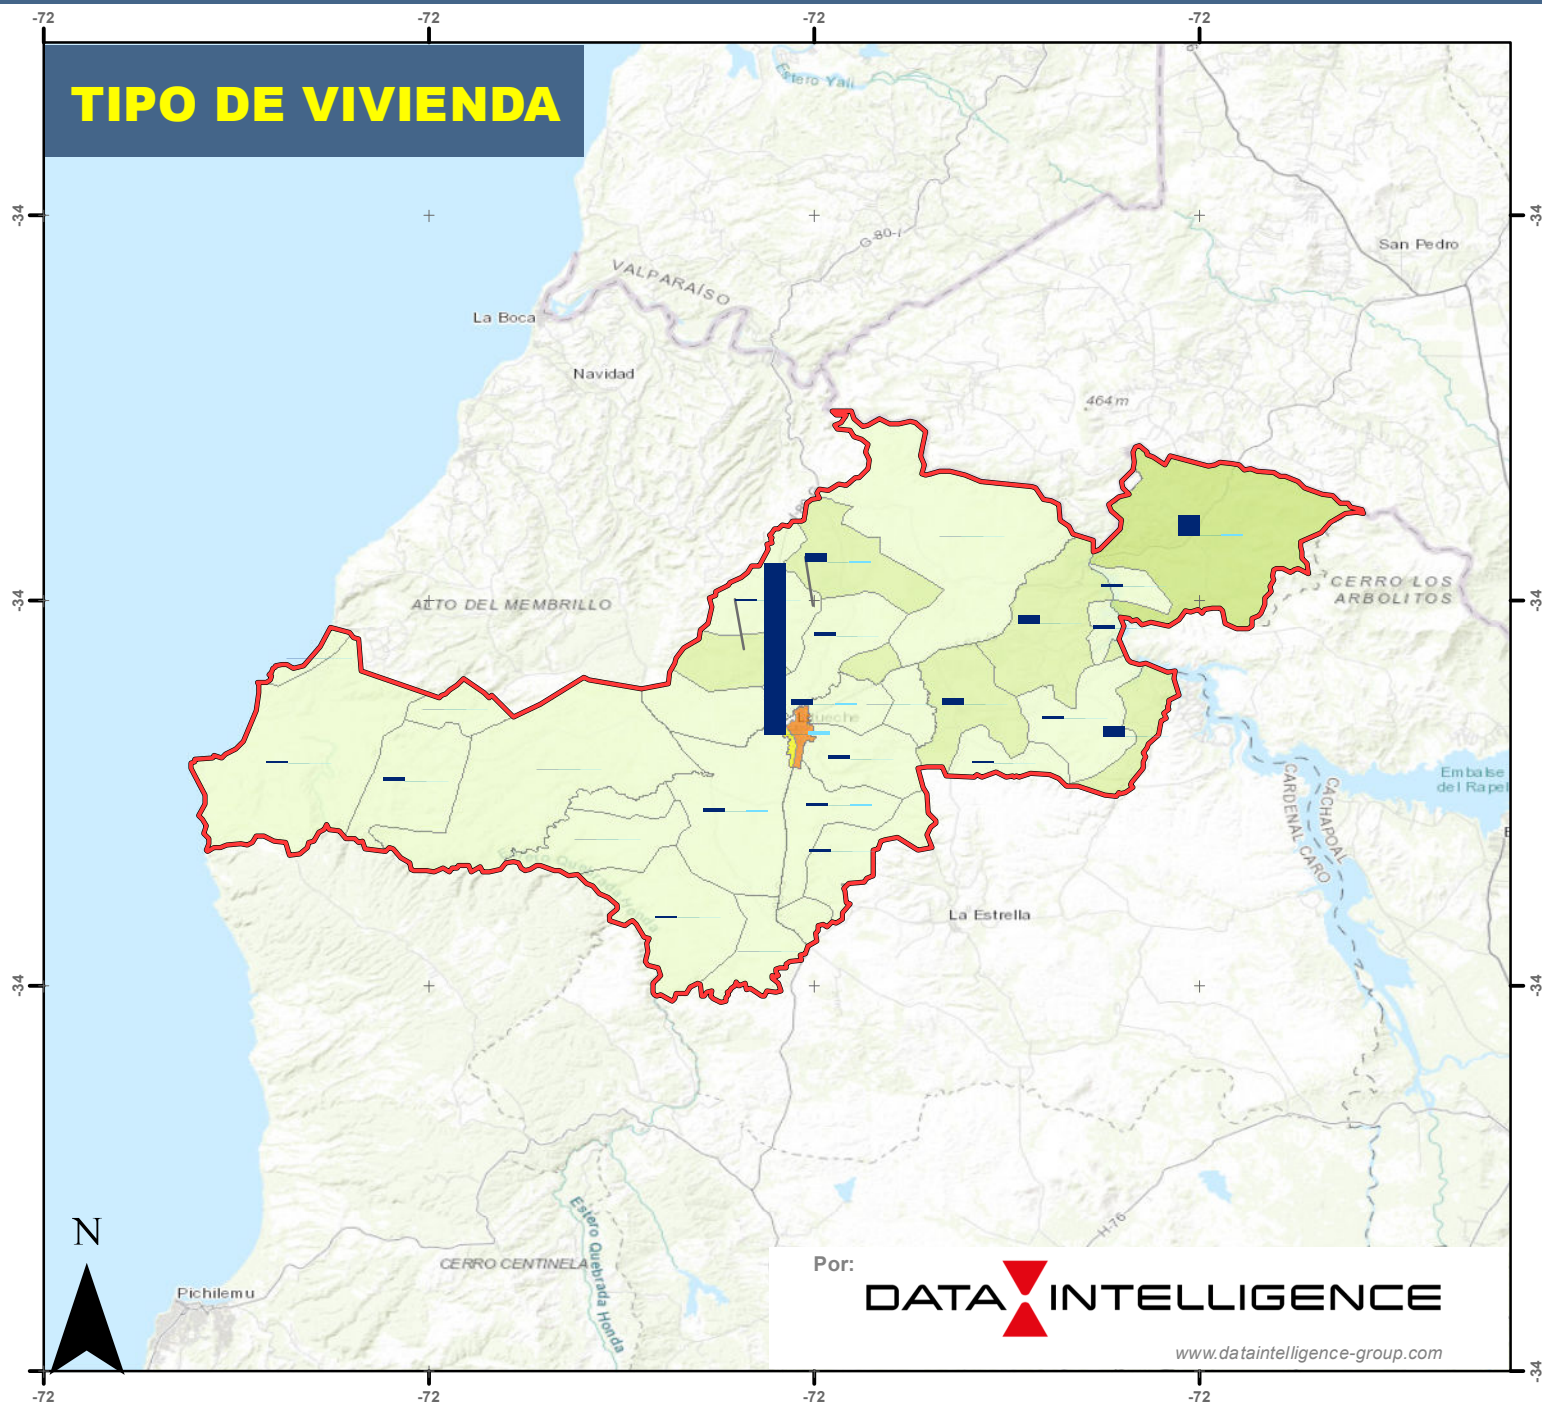 -72
-72
-72
-72
TIPO DE VIVIENDA
Estero Yali
-34
-34
G-80-I
San Pedro
VALPARAÍSO
La Boca
Navidad
464 m
ALTO DEL MEMBRILLO
CERRO LOS
ARBOLITOS
-34
-34
Litueche
Embalse
del Rapel
CARDENAL CARO
CACHAPOAL
La Estrella
-34
-34
H-76
Estero Quebrada Honda
CERRO CENTINELA
Pichilemu
N
Por:
DATA INTELLIGENCE
www.dataintelligence-group.com
-34
-72
-72
-72
-72